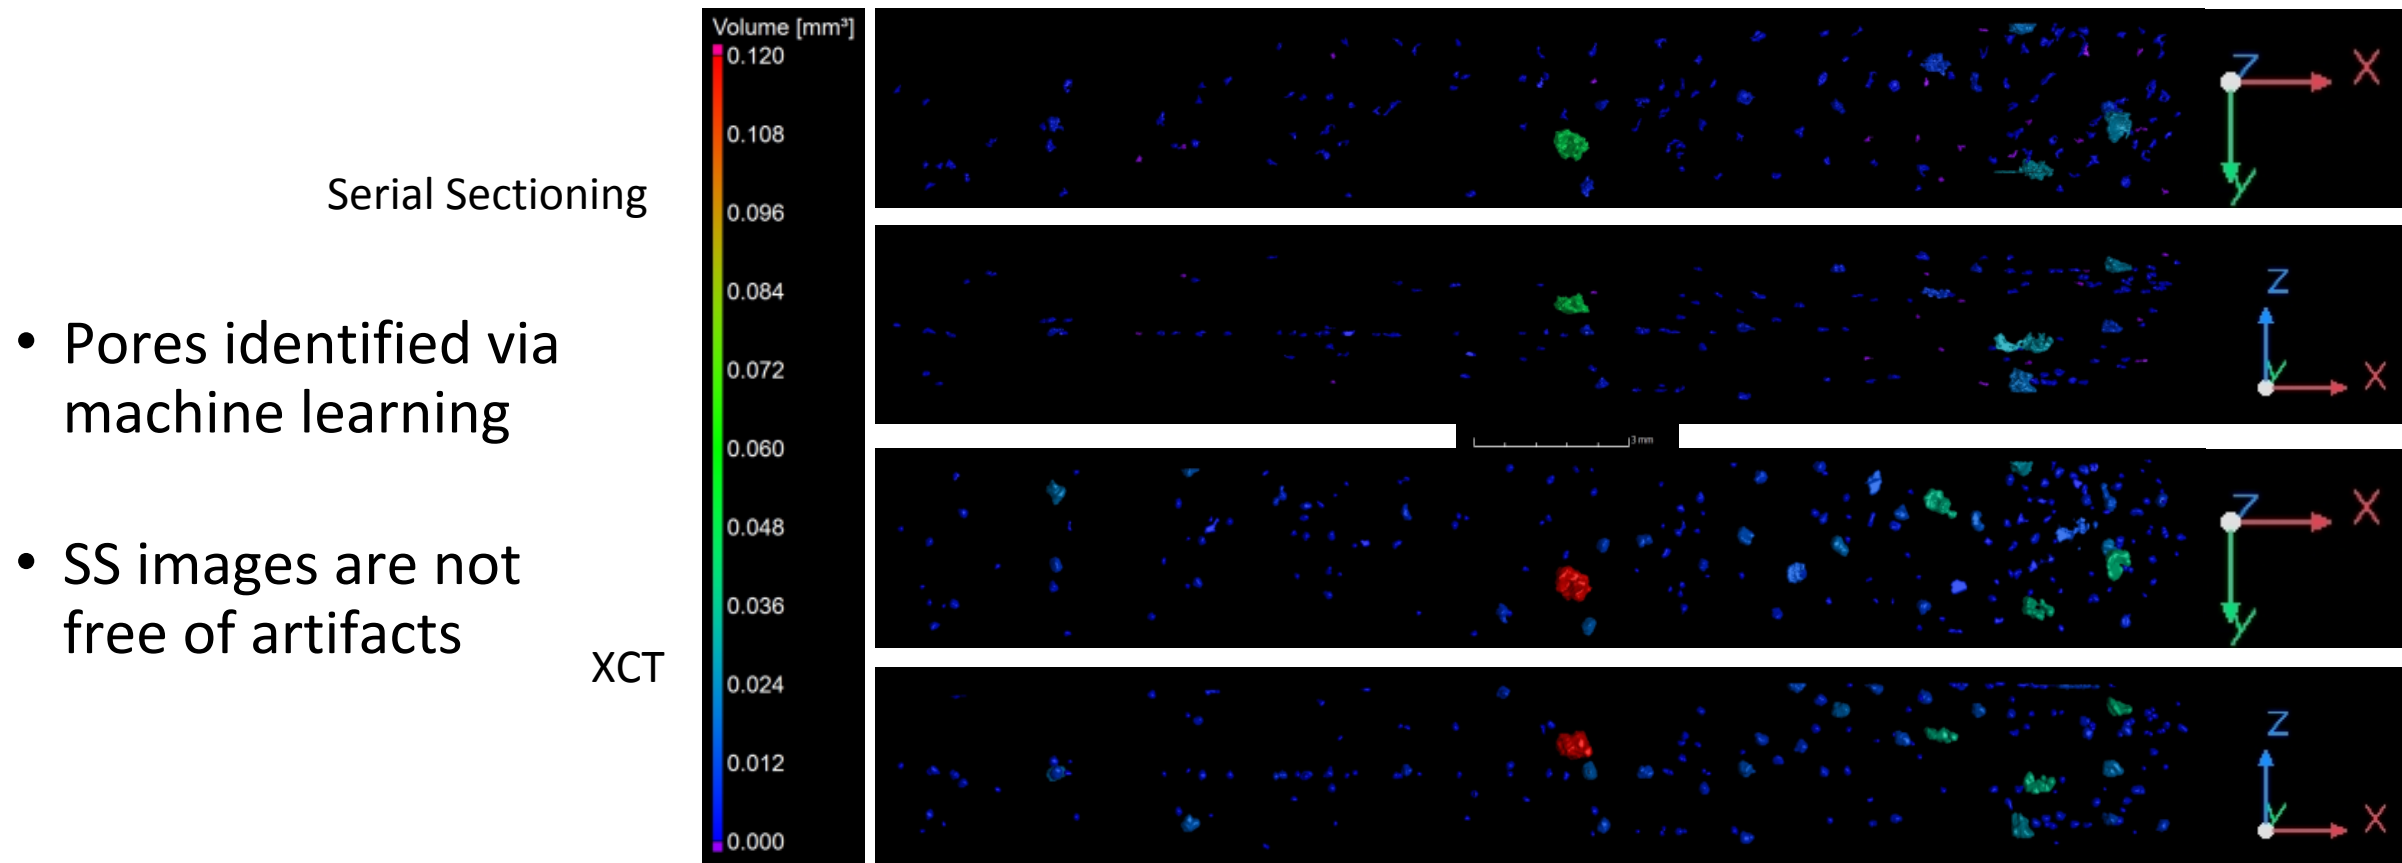 Serial Sectioning
• Pores identified via
machine learning
• SS images are not
free of artifacts
XCT
Volume [mm³]
0.120
0.108
0.096
0.084
0.072
0.060
0.048
0.036
0.024
0.012
0.000
Z
X
y
Z
y
X
3 mm
Z
X
y
Z
y
X